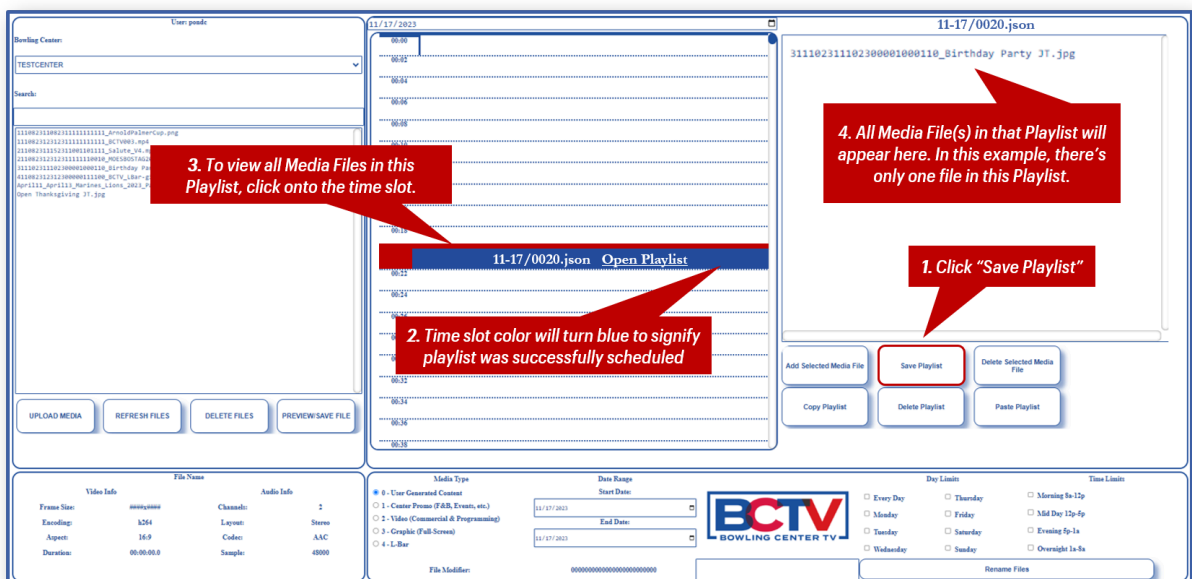 User: pondc
Bowling Center:
TESTCENTER
Search:
111082311082311111111111_ArnoldPalmerCup.png
111082312312311111111111_BCTV003.mp4
211082311152311001101111_Salute_V4.m
211082312312311111110010_MOESBOSTAG2
311102311102300001000110_Birthday Pa
411082312312300000111100_BCTV_LBar-g
April11_April13_Marines_Lions_2023_P
Open Thanksgiving JT.jpg
UPLOAD MEDIA
REFRESH FILES
DELETE FILES
PREVIEW/SAVE FILE
11/17/2023
00:00
00:02
00:04
00:06
00:08
00:18
11-17/0020.json Open Playlist
00:22
00:24
00:32
00:34
00:36
00:38
3. To view all Media Files in this
Playlist, click onto the time slot.
2. Time slot color will turn blue to signify
playlist was successfully scheduled
11-17/0020.json
311102311102300001000110_Birthday Party JT.jpg
4. All Media File(s) in that Playlist will
appear here. In this example, there's
only one file in this Playlist.
1. Click “Save Playlist”
Add Selected Media File
Save Playlist
Delete Selected Media
File
Copy Playlist
Delete Playlist
Paste Playlist
File Name
Video Info
Audio Info
Frame Size: ####x####
Channels: 2
Encoding: h264
Layout: Stereo
Aspect: 16:9
Codec: AAC
Duration: 00:00:00.0
Sample: 48000
Media Type
0 - User Generated Content
1 - Center Promo (F&B, Events, etc.)
2 - Video (Commercial & Programming)
3 - Graphic (Full-Screen)
4 - L-Bar
Date Range
Start Date:
11/17/2023
End Date:
11/17/2023
File Modifier: 000000000000000000000000
BCTV
BOWLING CENTER TV
Day Limits
Every Day
Thursday
Monday
Friday
Tuesday
Saturday
Wednesday
Sunday
Time Limits
Morning 8a-12p
Mid Day 12p-5p
Evening 5p-1a
Overnight 1a-8a
Rename Files